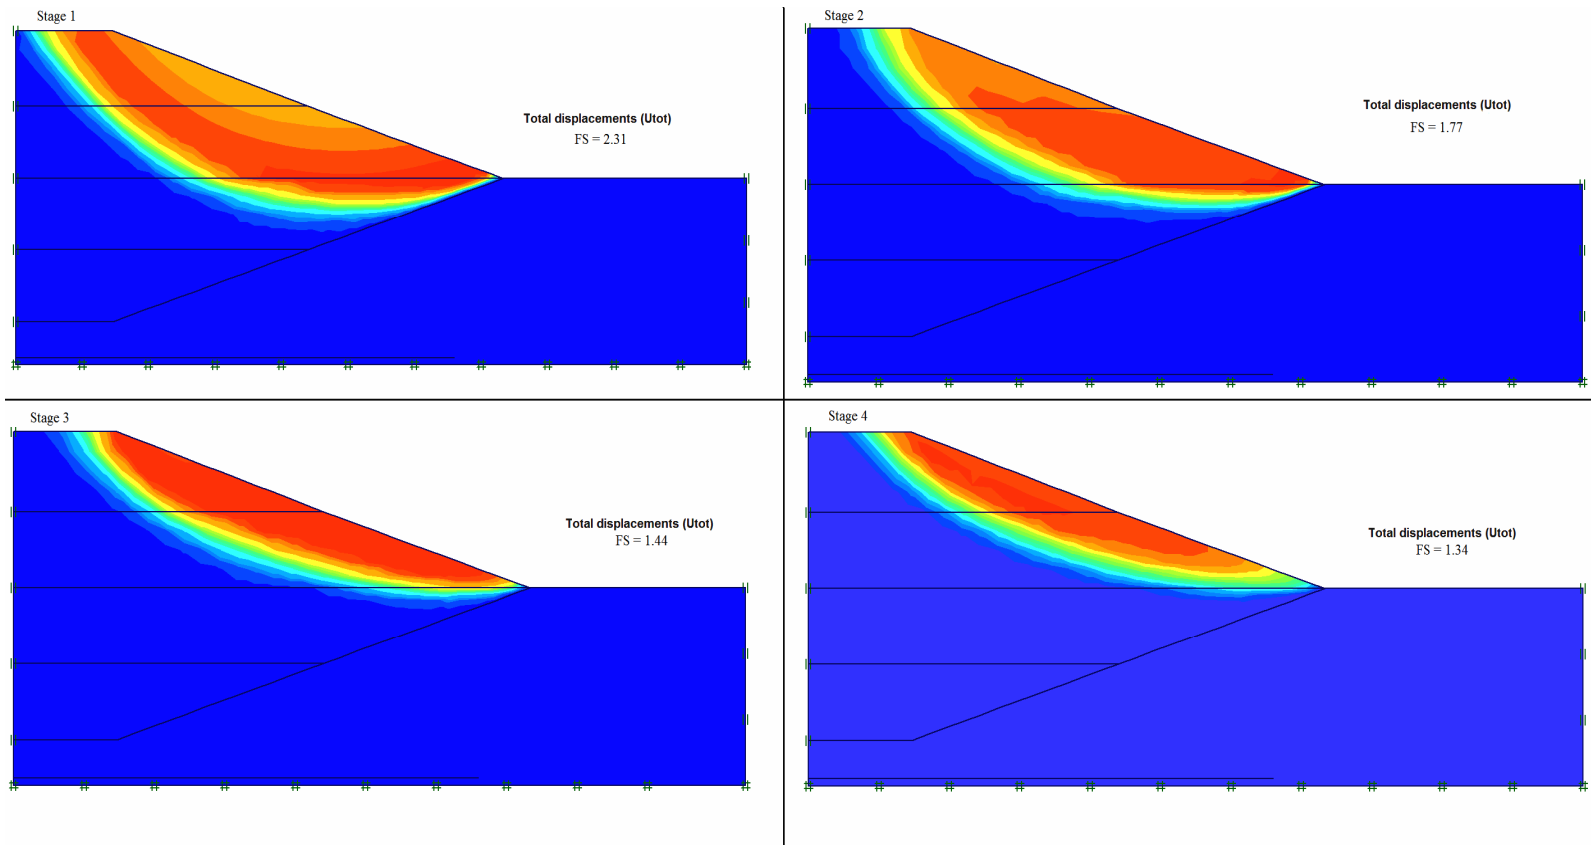 Stage 1
Total displacements (Utot)
FS = 2.31
Stage 2
Total displacements (Utot)
FS = 1.77
Stage 3
Total displacements (Utot)
FS = 1.44
Stage 4
Total displacements (Utot)
FS = 1.34